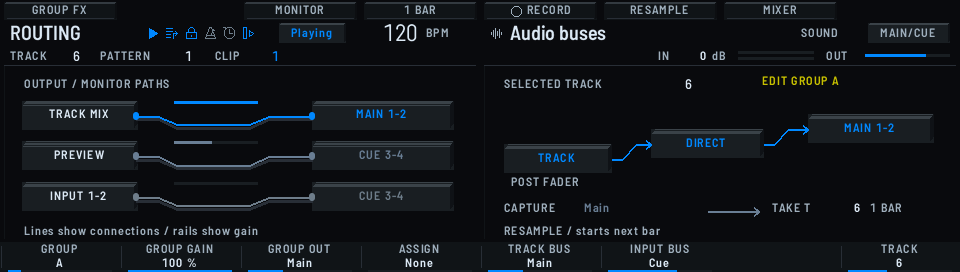 GROUP FX MONITOR 1 BAR RECORD RESAMPLE MIXER
ROUTING Playing 120 BPM Audio buses SOUND MAIN/CUE
TRACK 6 PATTERN 1 CLIP 1 IN 0 dB OUT
OUTPUT / MONITOR PATHS
TRACK MIX MAIN 1-2
PREVIEW CUE 3-4
INPUT 1-2 CUE 3-4
Lines show connections / rails show gain
SELECTED TRACK 6 EDIT GROUP A
MAIN 1-2
DIRECT
TRACK
POST FADER
CAPTURE Main TAKE T 6 1 BAR
RESAMPLE / starts next bar
GROUP GROUP GAIN GROUP OUT ASSIGN TRACK BUS INPUT BUS TRACK
A 100 % Main None Main Cue 6